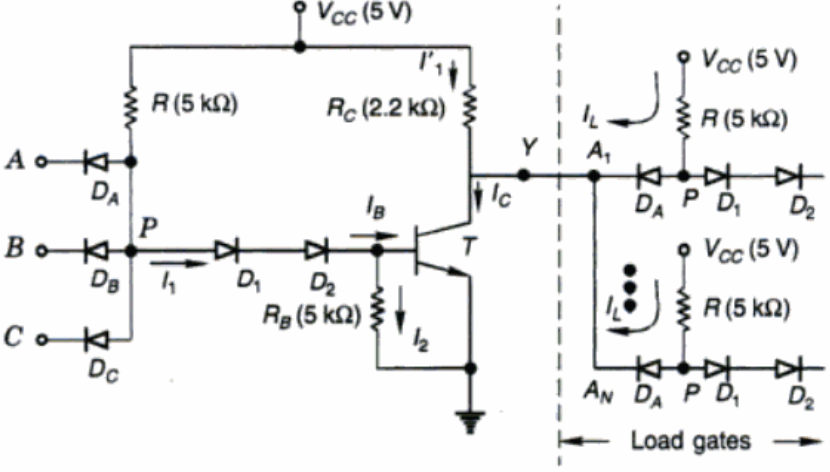 V_CC (5 V)
I'_1
R (5 kΩ)
R_C (2.2 kΩ)
V_CC (5 V)
I_L
R (5 kΩ)
A
D_A
Y
A_1
I_C
D_A
P
D_1
D_2
P
I_B
T
B
D_B
I_1
D_1
D_2
V_CC (5 V)
R_B (5 kΩ)
I_2
I_L
R (5 kΩ)
C
D_C
A_N
D_A
P
D_1
D_2
Load gates